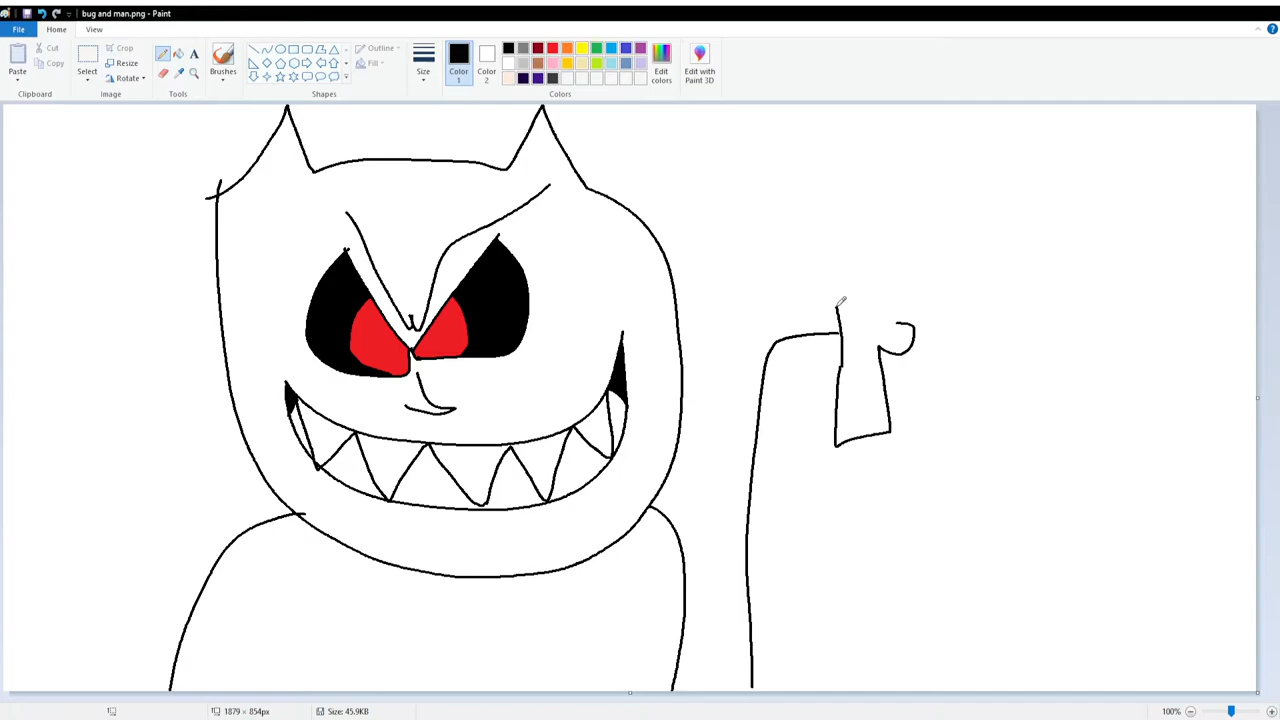 bug and man.png - Paint
File Home View
Paste
Cut
Copy
Clipboard
Select
Crop
Resize
Rotate
Image
A
Tools
Brushes
Outline
Fill
Shapes
Size
Color
1
Color
2
Edit
colors
Colors
Edit with
Paint 3D
1879 × 854px
Size: 45.9KB
100%